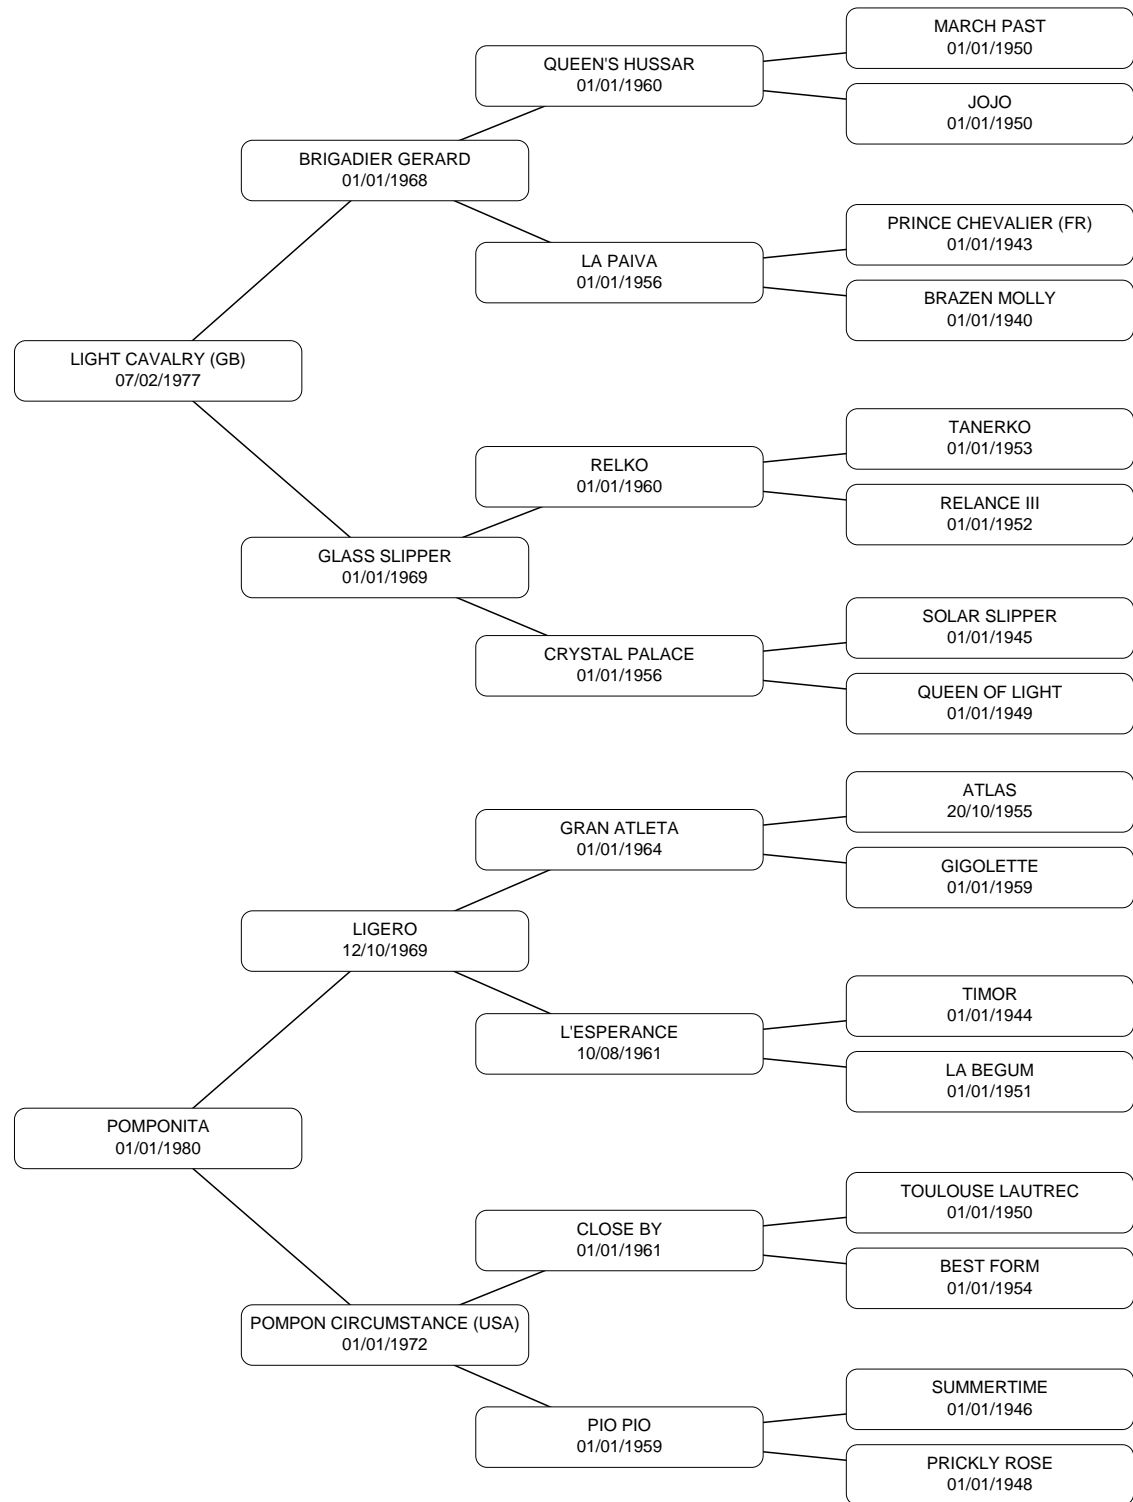 MARCH PAST
01/01/1950
QUEEN'S HUSSAR
01/01/1960
JOJO
01/01/1950
BRIGADIER GERARD
01/01/1968
PRINCE CHEVALIER (FR)
01/01/1943
LA PAIVA
01/01/1956
BRAZEN MOLLY
01/01/1940
LIGHT CAVALRY (GB)
07/02/1977
TANERKO
01/01/1953
RELKO
01/01/1960
RELANCE III
01/01/1952
GLASS SLIPPER
01/01/1969
SOLAR SLIPPER
01/01/1945
CRYSTAL PALACE
01/01/1956
QUEEN OF LIGHT
01/01/1949
ATLAS
20/10/1955
GRAN ATLETA
01/01/1964
GIGOLETTE
01/01/1959
LIGERO
12/10/1969
TIMOR
01/01/1944
L'ESPERANCE
10/08/1961
LA BEGUM
01/01/1951
POMPONITA
01/01/1980
TOULOUSE LAUTREC
01/01/1950
CLOSE BY
01/01/1961
BEST FORM
01/01/1954
POMPON CIRCUMSTANCE (USA)
01/01/1972
SUMMERTIME
01/01/1946
PIO PIO
01/01/1959
PRICKLY ROSE
01/01/1948